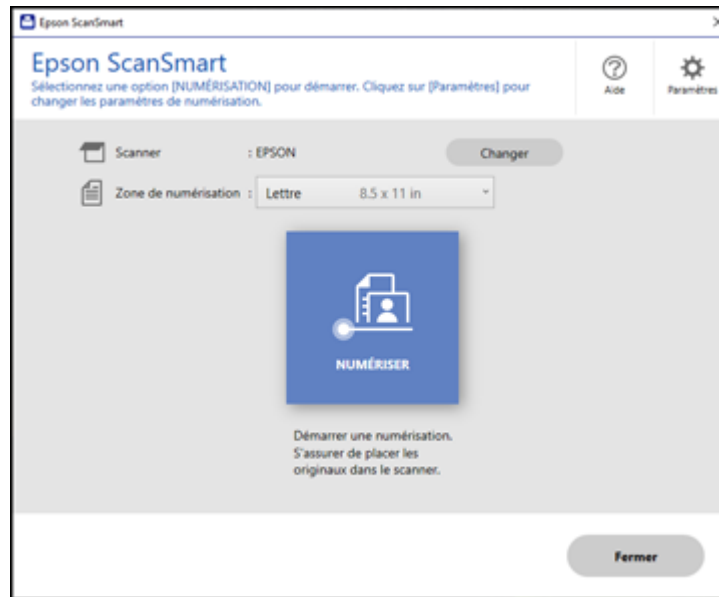 Epson ScanSmart
Epson ScanSmart
Sélectionnez une option [NUMÉRISATION] pour démarrer. Cliquez sur [Paramètres] pour
changer les paramètres de numérisation.
Aide
Paramètres
Scanner : EPSON
Changer
Zone de numérisation : Lettre 8.5 x 11 in
NUMÉRISER
Démarrer une numérisation.
S'assurer de placer les
originaux dans le scanner.
Fermer